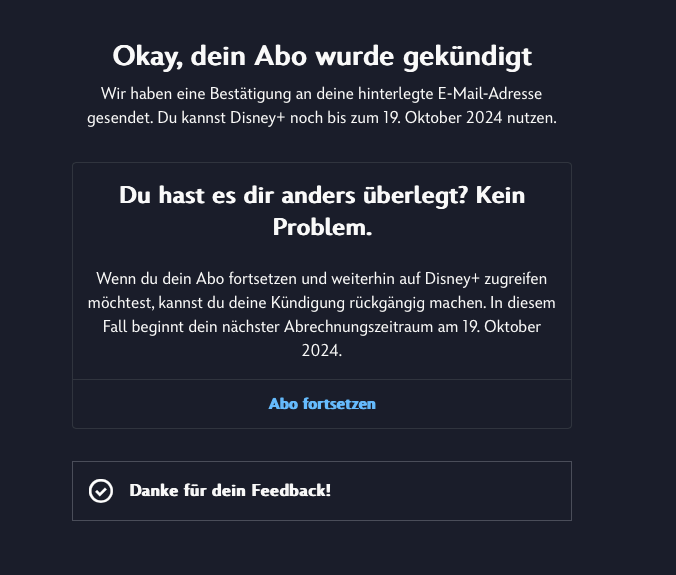 Okay, dein Abo wurde gekündigt
Wir haben eine Bestätigung an deine hinterlegte E-Mail-Adresse
gesendet. Du kannst Disney+ noch bis zum 19. Oktober 2024 nutzen.
Du hast es dir anders überlegt? Kein
Problem.
Wenn du dein Abo fortsetzen und weiterhin auf Disney+ zugreifen
möchtest, kannst du deine Kündigung rückgängig machen. In diesem
Fall beginnt dein nächster Abrechnungszeitraum am 19. Oktober
2024.
Abo fortsetzen
Danke für dein Feedback!